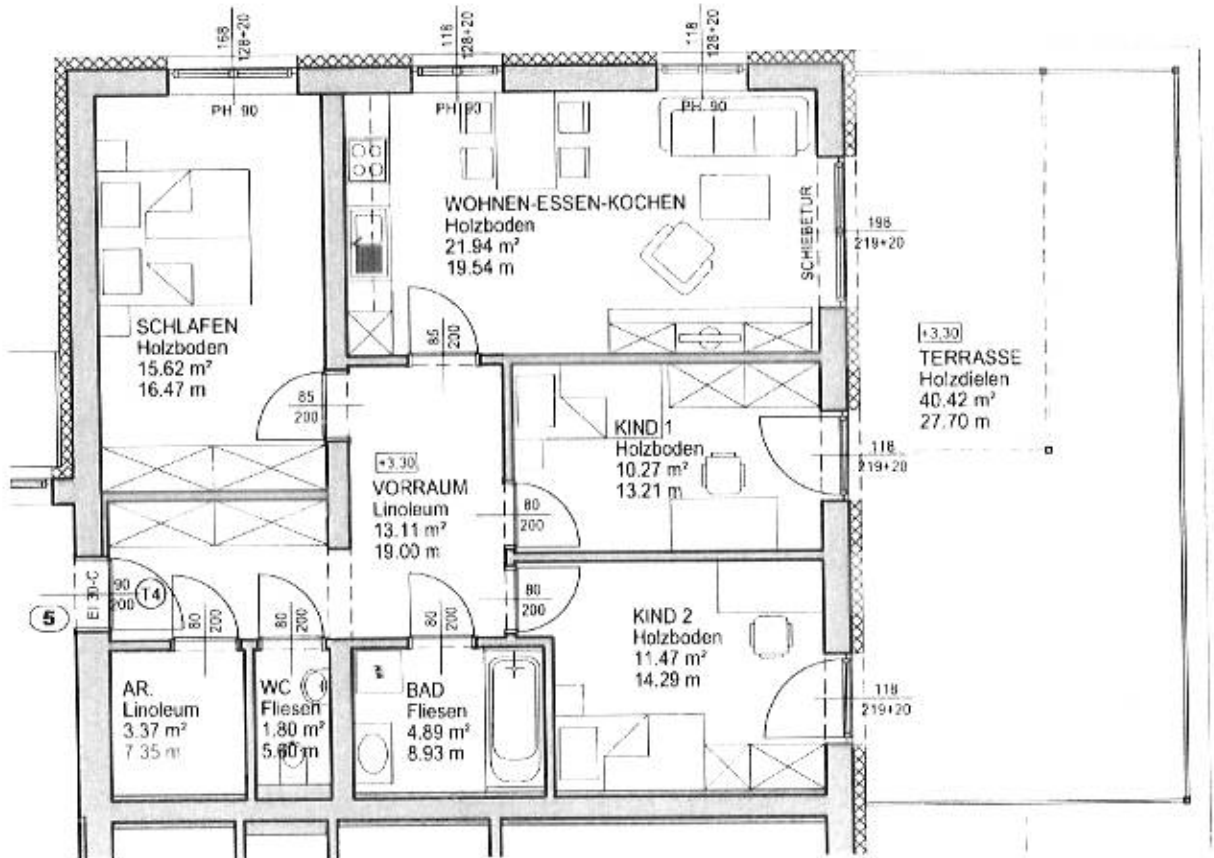 168
128+20
118
128+20
118
128+20
PH. 90
PH. 90
PH. 90
WOHNEN-ESSEN-KOCHEN
Holzboden
21.94 m²
19.54 m
SCHIEBETÜR
198
219+20
SCHLAFEN
Holzboden
15.62 m²
16.47 m
85
200
85
200
+3,30
TERRASSE
Holzdielen
40.42 m²
27.70 m
KIND 1
Holzboden
10.27 m²
13.21 m
118
219+20
+3,30
VORRAUM
Linoleum
13.11 m²
19.00 m
80
200
5
EI 30-C
90
200
T4
80
200
80
200
80
200
80
200
KIND 2
Holzboden
11.47 m²
14.29 m
118
219+20
AR.
Linoleum
3.37 m²
7.35 m
WC
Fliesen
1.80 m²
5.60 m
BAD
Fliesen
4.89 m²
8.93 m